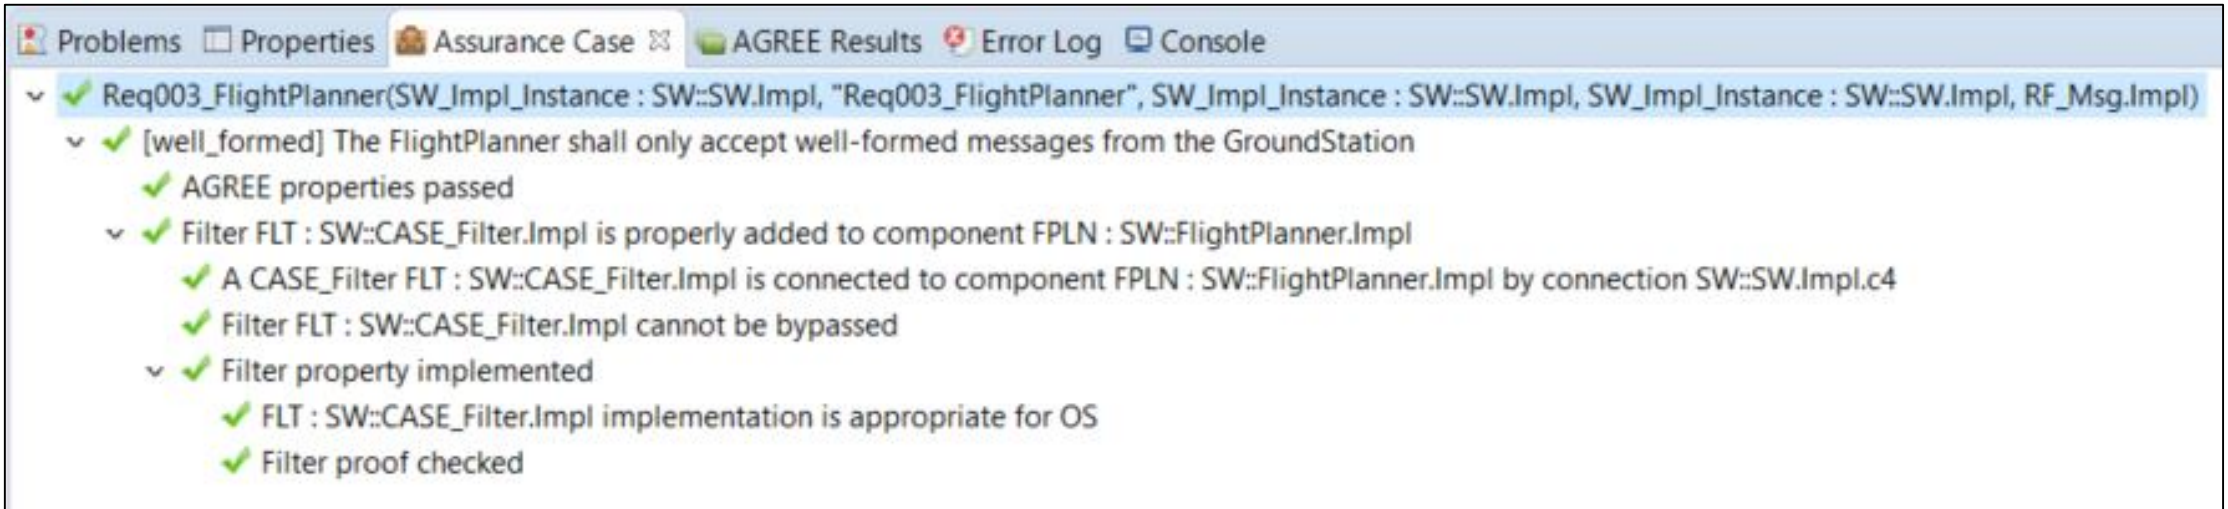 Problems Properties Assurance Case AGREE Results Error Log Console
Req003_FlightPlanner(SW_Impl_Instance : SW::SW.Impl, "Req003_FlightPlanner", SW_Impl_Instance : SW::SW.Impl, SW_Impl_Instance : SW::SW.Impl, RF_Msg.Impl)
[well_formed] The FlightPlanner shall only accept well-formed messages from the GroundStation
AGREE properties passed
Filter FLT : SW::CASE_Filter.Impl is properly added to component FPLN : SW::FlightPlanner.Impl
A CASE_Filter FLT : SW::CASE_Filter.Impl is connected to component FPLN : SW::FlightPlanner.Impl by connection SW::SW.Impl.c4
Filter FLT : SW::CASE_Filter.Impl cannot be bypassed
Filter property implemented
FLT : SW::CASE_Filter.Impl implementation is appropriate for OS
Filter proof checked